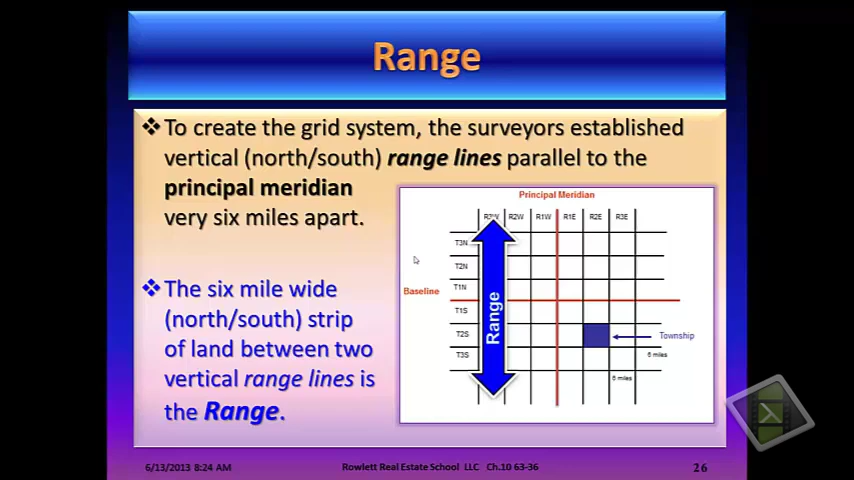 Range
❖To create the grid system, the surveyors established
vertical (north/south) range lines parallel to the
principal meridian
very six miles apart.
❖The six mile wide
(north/south) strip
of land between two
vertical range lines is
the Range.
Principal Meridian
R3W R2W R1W R1E R2E R3E
T3N
T2N
T1N
Baseline
T1S
T2S
Township
T3S
6 miles
6 miles
Range
6/13/2013 8:24 AM
Rowlett Real Estate School LLC Ch.10 63-36
26